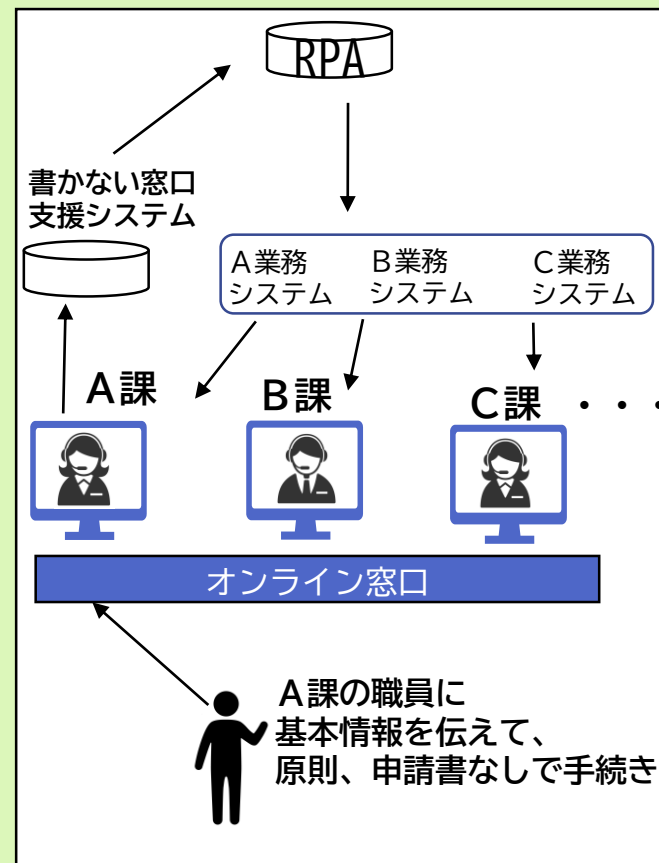 RPA
書かない窓口
支援システム
A業務
システム
B業務
システム
C業務
システム
A課
B課
C課 ・・・
オンライン窓口
A課の職員に
基本情報を伝えて、
原則、申請書なしで手続き